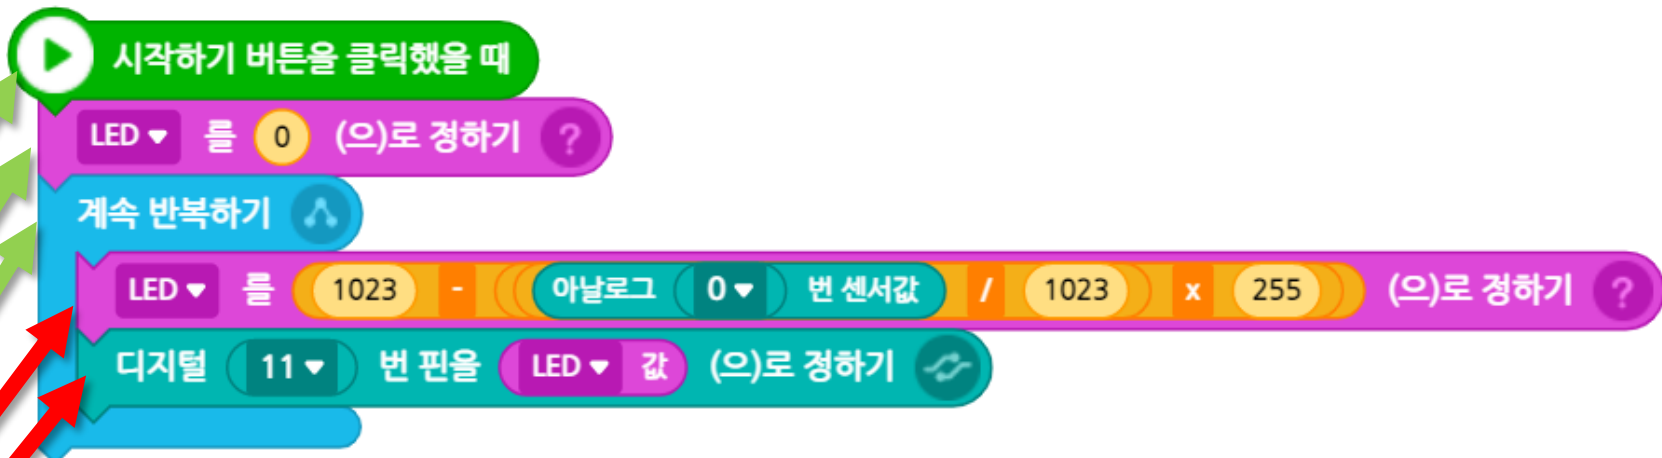 시작하기 버튼을 클릭했을 때
LED 를 0 (으)로 정하기 ?
계속 반복하기
LED 를 1023 - 아날로그 0 번 센서값 / 1023 x 255 (으)로 정하기 ?
디지털 11 번 핀을 LED 값 (으)로 정하기